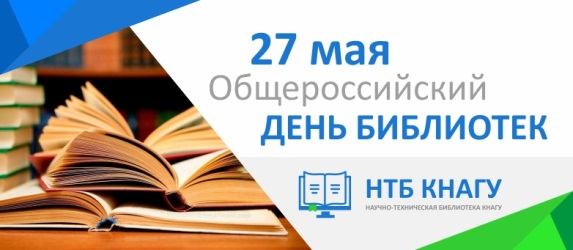 27 мая
Общероссийский
ДЕНЬ БИБЛИОТЕК
НТБ КНАГУ
НАУЧНО-ТЕХНИЧЕСКАЯ БИБЛИОТЕКА КНАГУ